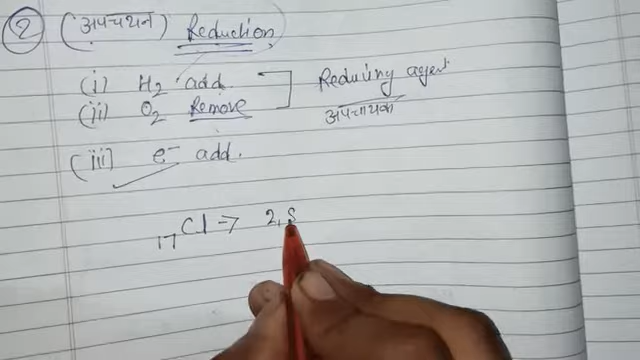 ② (अपचयन) Reduction
(i) H₂ add
(ii) O₂ Remove
Reducing agent
अपचायक
(iii) e⁻ add.
₁₇Cl → 2,8